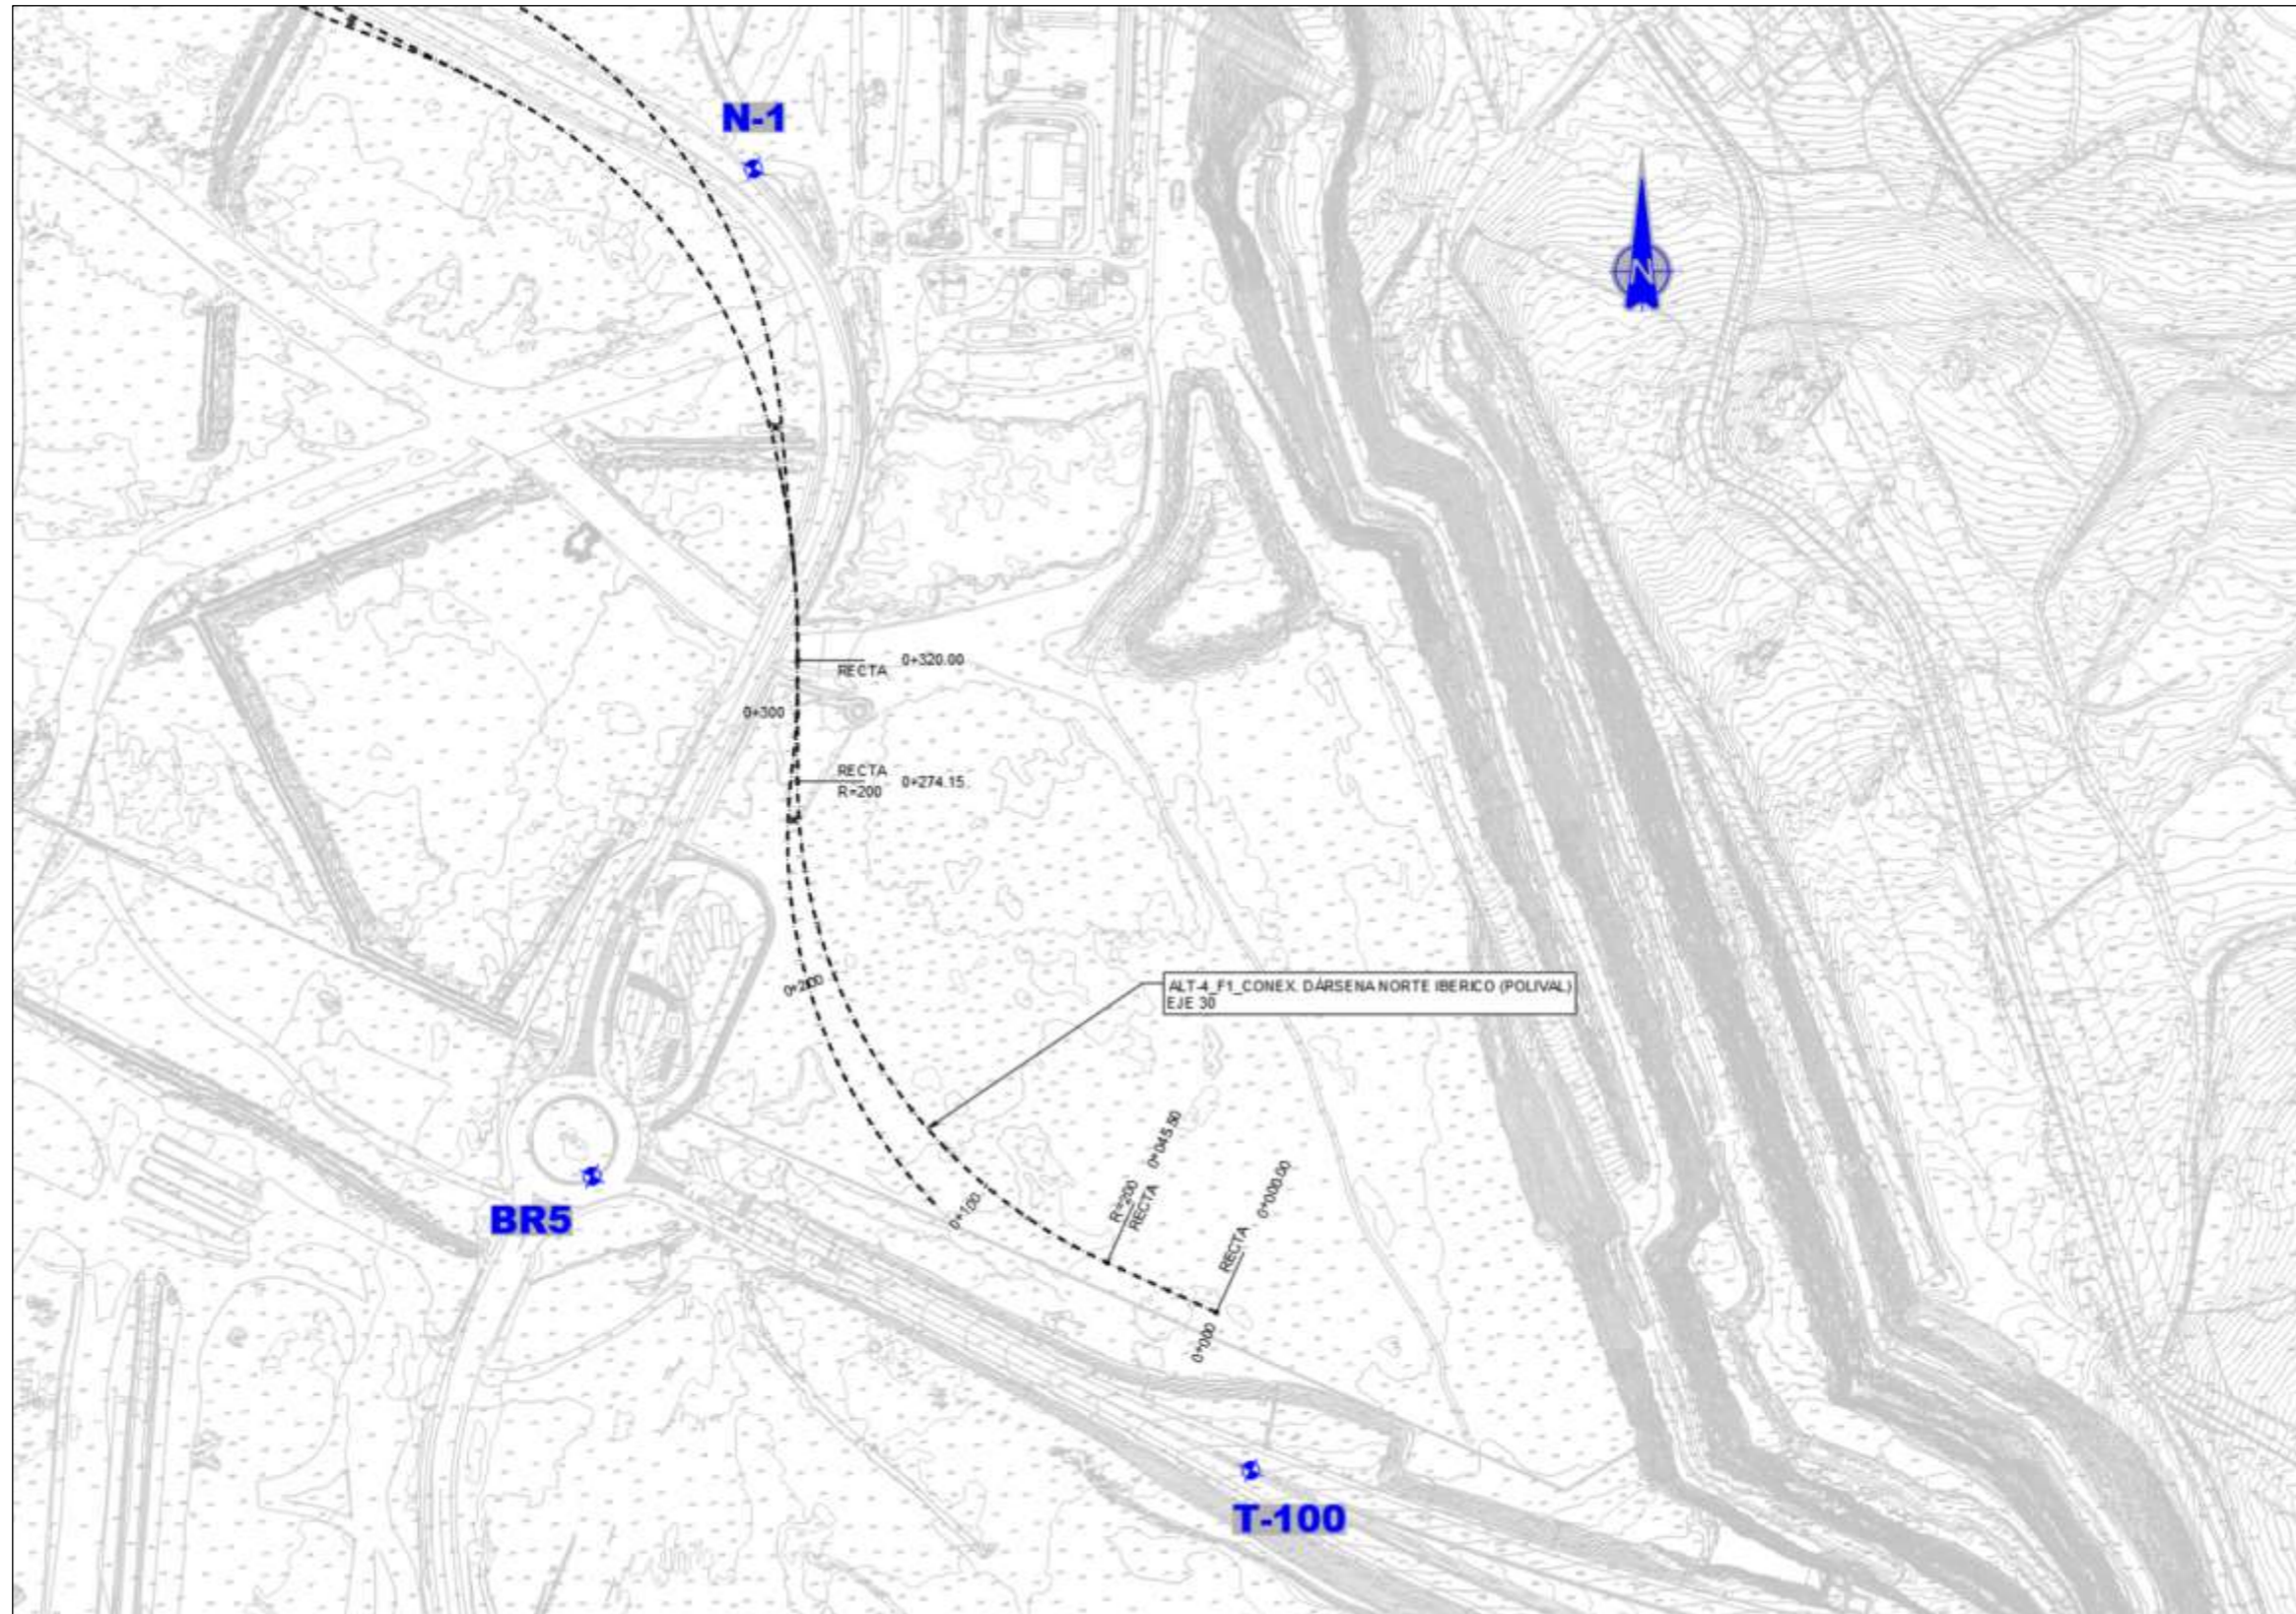 N-1
N
0+320.00
RECTA
0+300
RECTA
R=200
0+274.15
0+200
ALT-4_F1_CONEX. DÁRSENA NORTE IBERICO (POLIVAL)
EJE 30
R=200
RECTA
0+045.50
0+100
RECTA
0+000.00
BR5
0+000
T-100